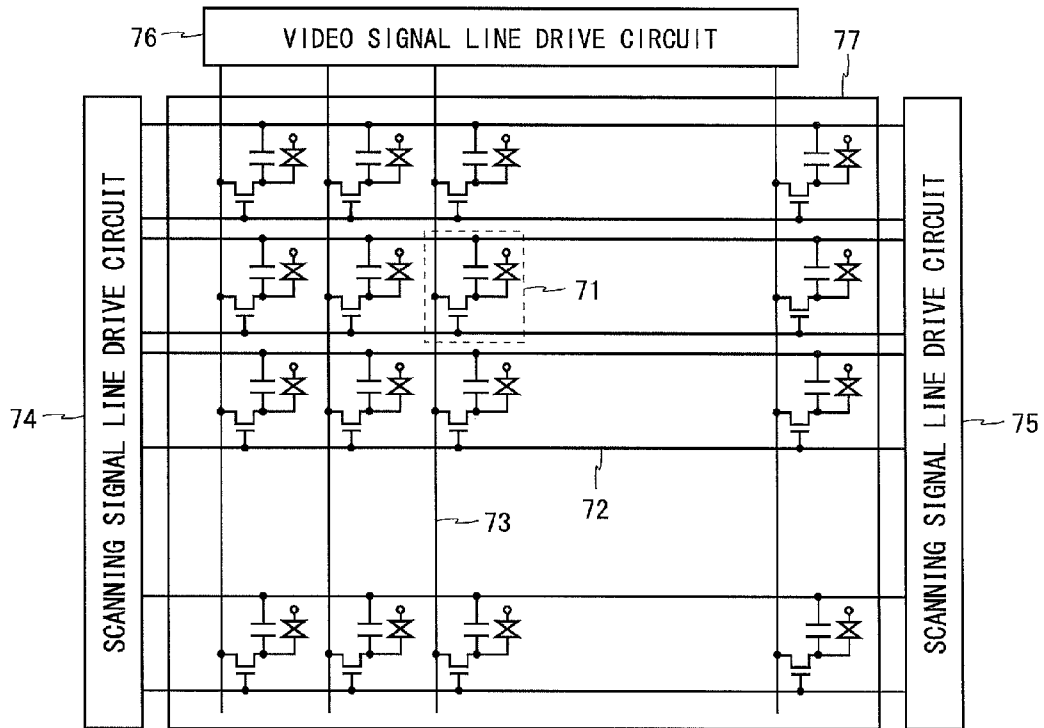 76
VIDEO SIGNAL LINE DRIVE CIRCUIT
77
SCANNING SIGNAL LINE DRIVE CIRCUIT
SCANNING SIGNAL LINE DRIVE CIRCUIT
71
74
75
72
73